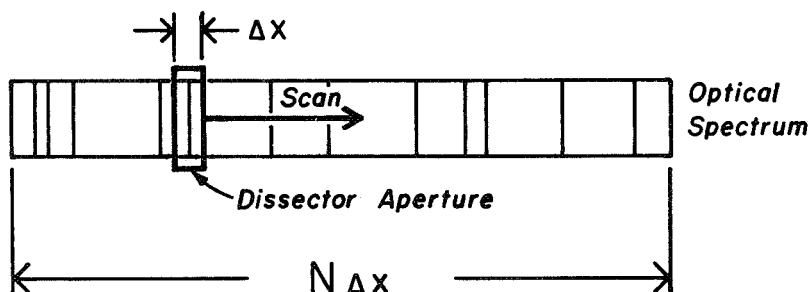 ΔX
Scan
Optical
Spectrum
Dissector Aperture
N ΔX